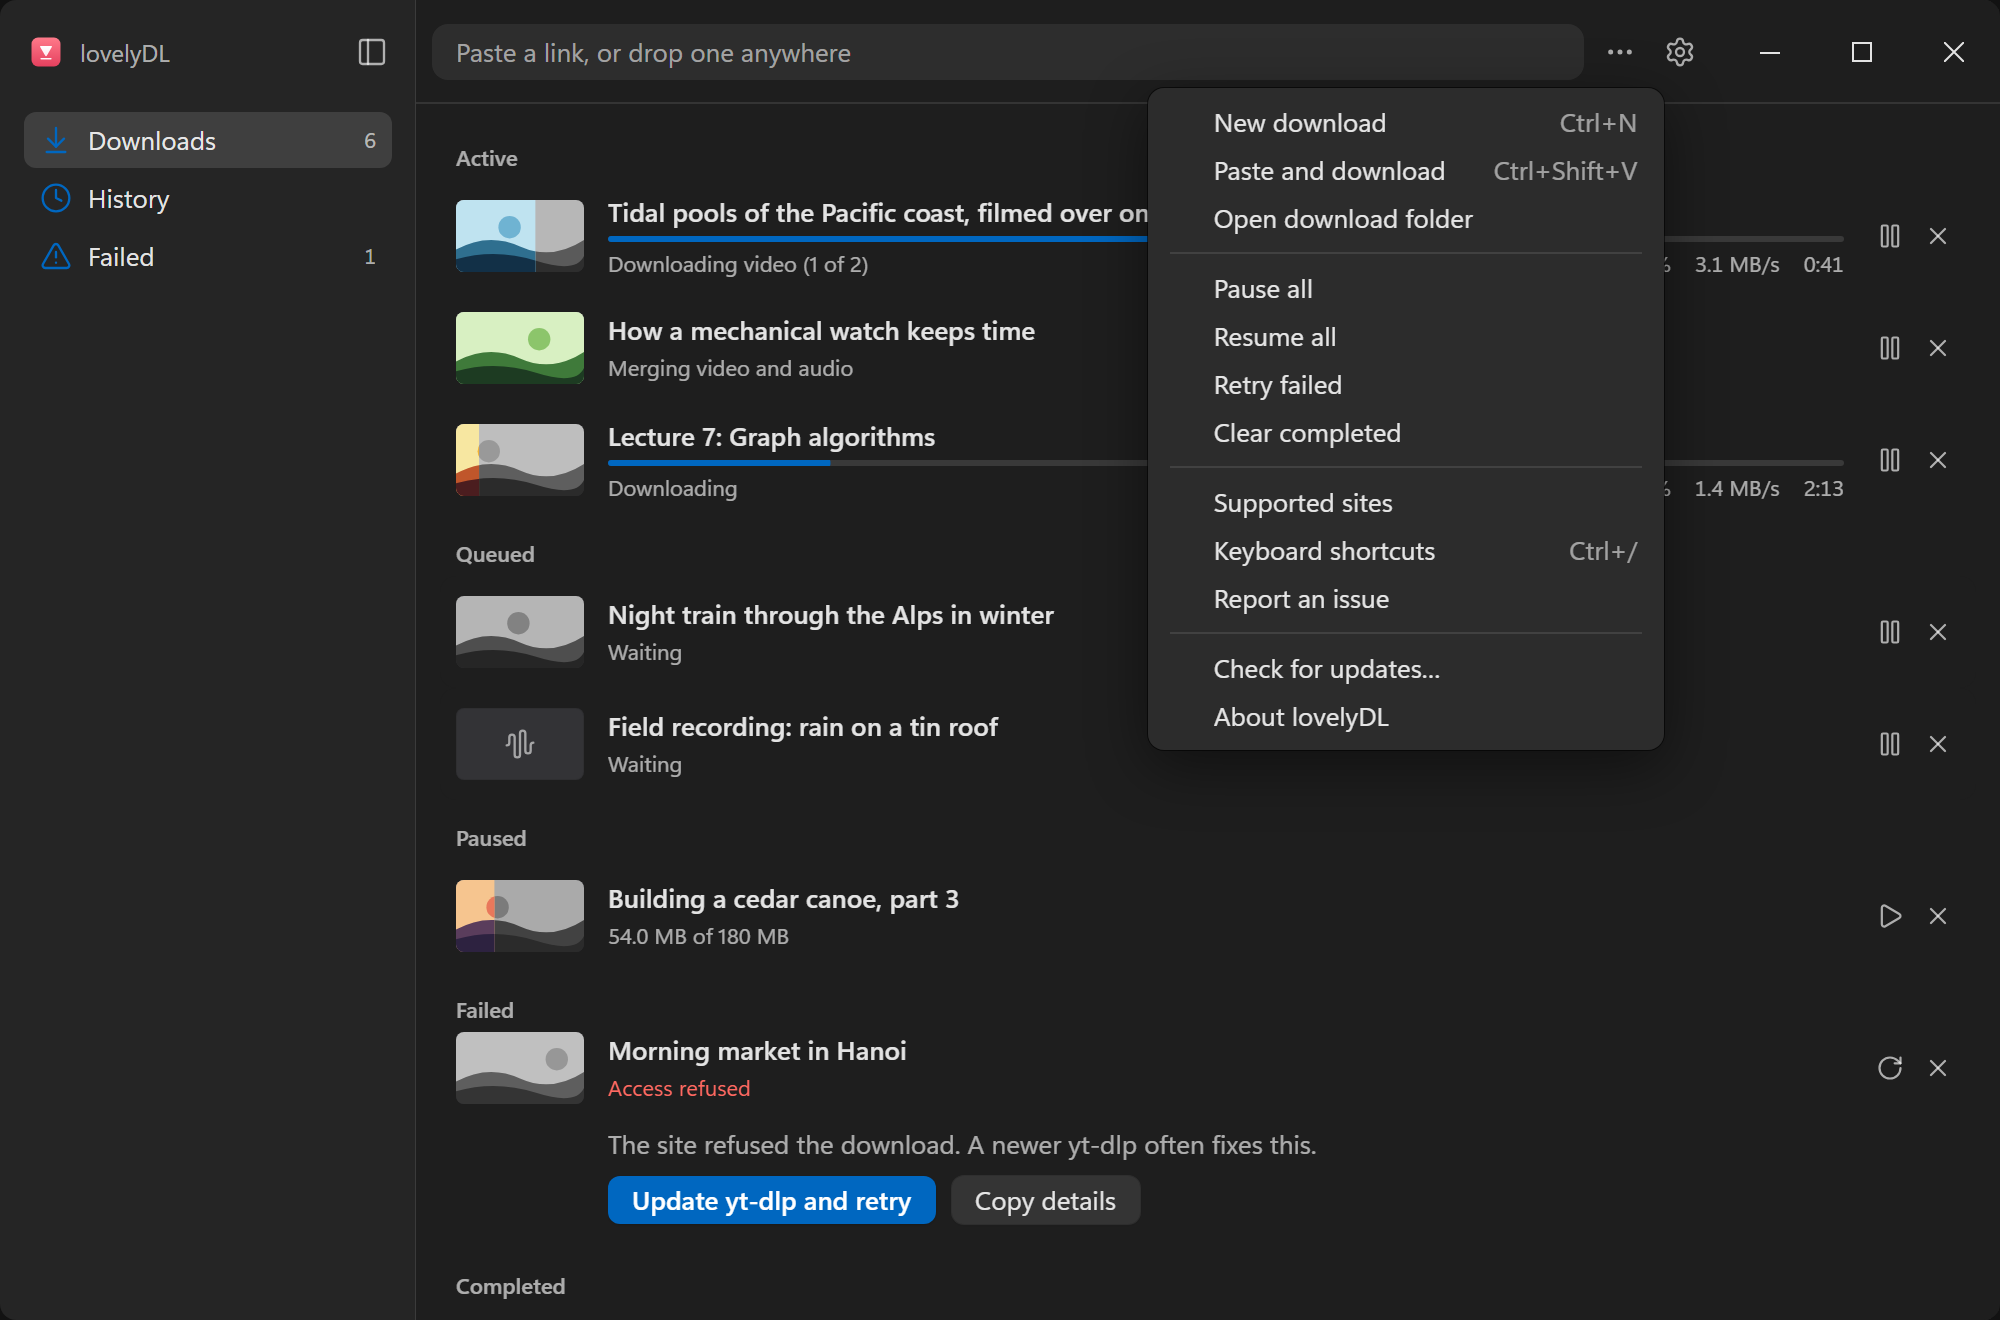 lovelyDL
Paste a link, or drop one anywhere
Downloads 6
History
Failed 1
New download Ctrl+N
Paste and download Ctrl+Shift+V
Open download folder
Pause all
Resume all
Retry failed
Clear completed
Supported sites
Keyboard shortcuts Ctrl+/
Report an issue
Check for updates...
About lovelyDL
Active
Tidal pools of the Pacific coast, filmed over
Downloading video (1 of 2) 3.1 MB/s 0:41
How a mechanical watch keeps time
Merging video and audio
Lecture 7: Graph algorithms
Downloading 1.4 MB/s 2:13
Queued
Night train through the Alps in winter
Waiting
Field recording: rain on a tin roof
Waiting
Paused
Building a cedar canoe, part 3
54.0 MB of 180 MB
Failed
Morning market in Hanoi
Access refused
The site refused the download. A newer yt-dlp often fixes this.
Update yt-dlp and retry
Copy details
Completed